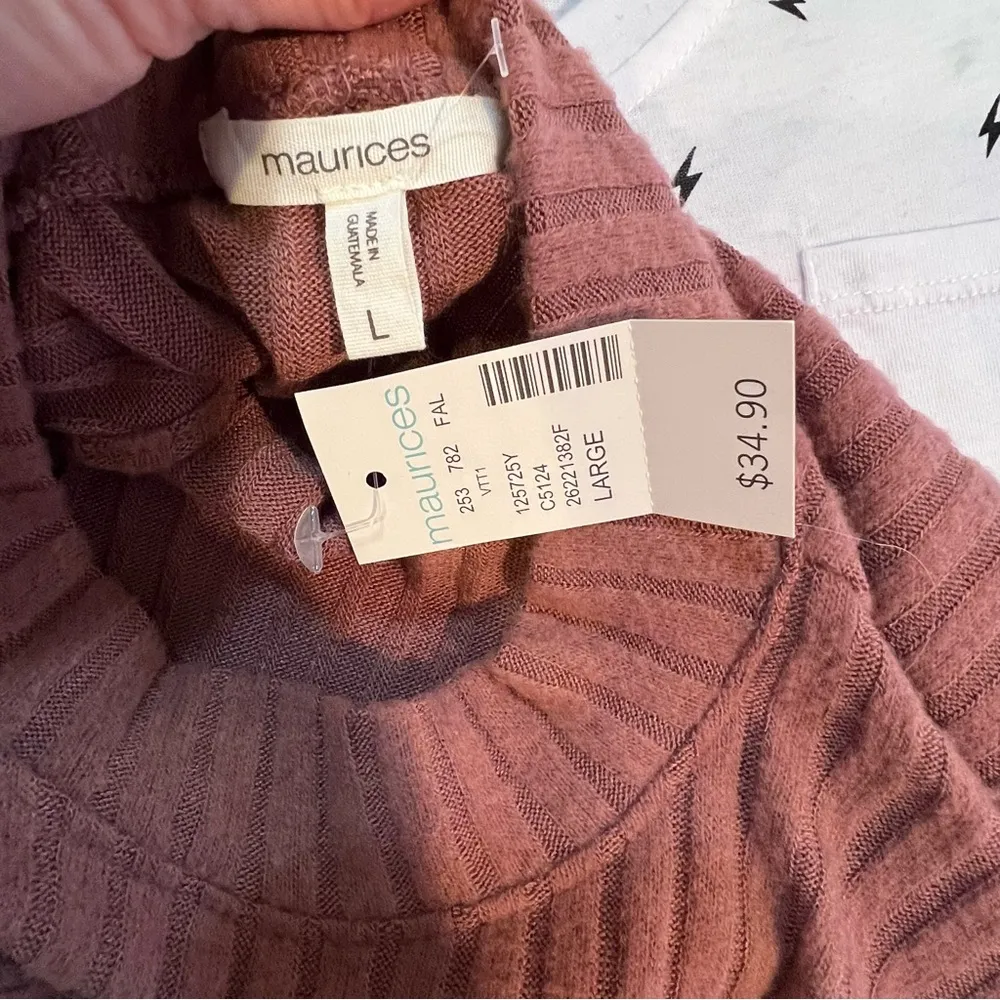 maurices
MADE IN
GUATEMALA
L
maurices
253 782 FAL
VTT1
125725Y
C5124
26221382F
LARGE
$34.90